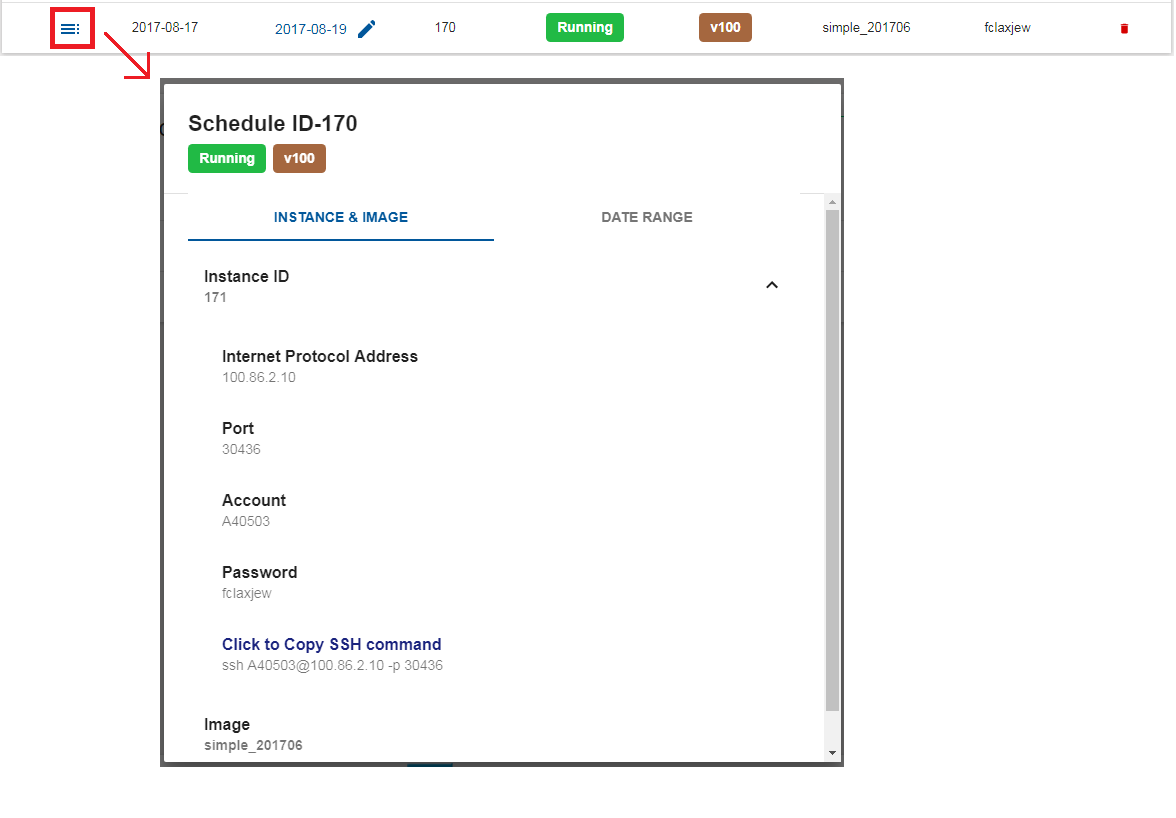 2017-08-17 2017-08-19 170 Running v100 simple_201706 fclaxjew
Schedule ID-170
Running v100
INSTANCE & IMAGE DATE RANGE
Instance ID
171
Internet Protocol Address
100.86.2.10
Port
30436
Account
A40503
Password
fclaxjew
Click to Copy SSH command
ssh A40503@100.86.2.10 -p 30436
Image
simple_201706